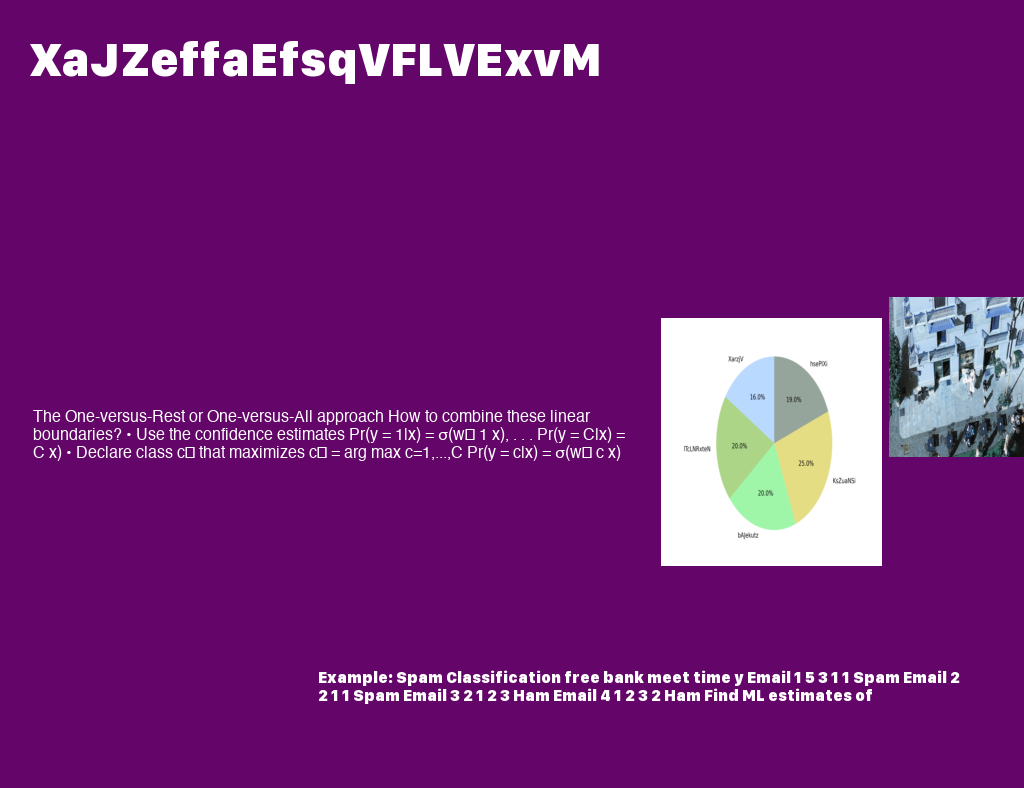 XaJZeffaEfsqVFLVExvM
XarzjV
hsePlXi
16.0%
19.0%
20.0%
25.0%
20.0%
KsZuaNSi
bAJekutz
The One-versus-Rest or One-versus-All approach How to combine these linear
boundaries? • Use the confidence estimates Pr(y = 1|x) = σ(w□ 1 x), . . . Pr(y = C|x) =
C x) • Declare class c□ that maximizes c□ = arg max c=1,...,C Pr(y = c|x) = σ(w□ c x)
Example: Spam Classification free bank meet time y Email 1 5 3 1 1 Spam Email 2
2 1 1 Spam Email 3 2 1 2 3 Ham Email 4 1 2 3 2 Ham Find ML estimates of